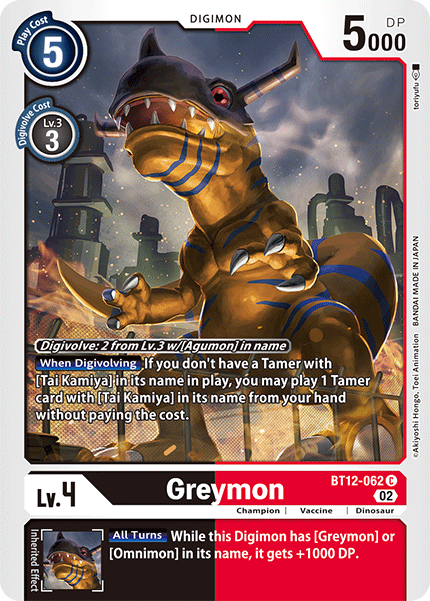 Play Cost
5
DIGIMON
DP
5000
Digivolve Cost
Lv.3
3
toriyufu
Digivolve: 2 from Lv.3 w/[Agumon] in name
When Digivolving If you don't have a Tamer with
[Tai Kamiya] in its name in play, you may play 1 Tamer
card with [Tai Kamiya] in its name from your hand
without paying the cost.
©Akiyoshi Hongo, Toei Animation
BANDAI MADE IN JAPAN
Lv.4
Greymon
BT12-062 C
02
Champion | Vaccine | Dinosaur
Inherited Effect
All Turns While this Digimon has [Greymon] or
[Omnimon] in its name, it gets +1000 DP.